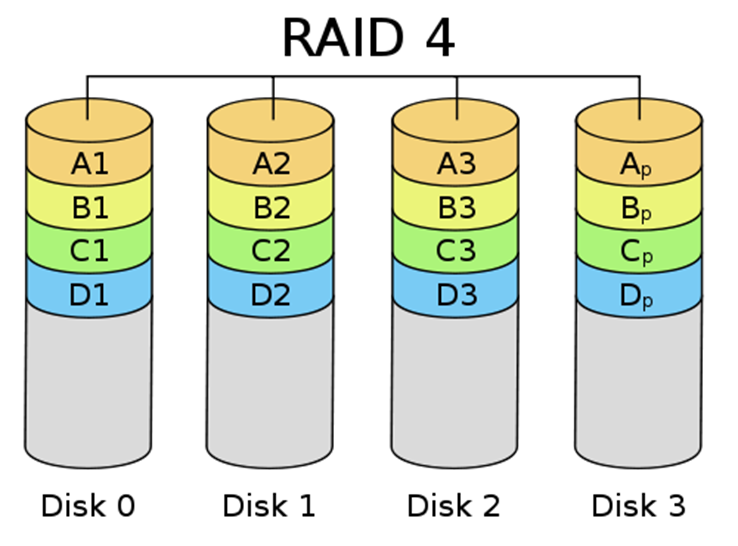 RAID 4
A1 A2 A3 Ap
B1 B2 B3 Bp
C1 C2 C3 Cp
D1 D2 D3 Dp
Disk 0 Disk 1 Disk 2 Disk 3